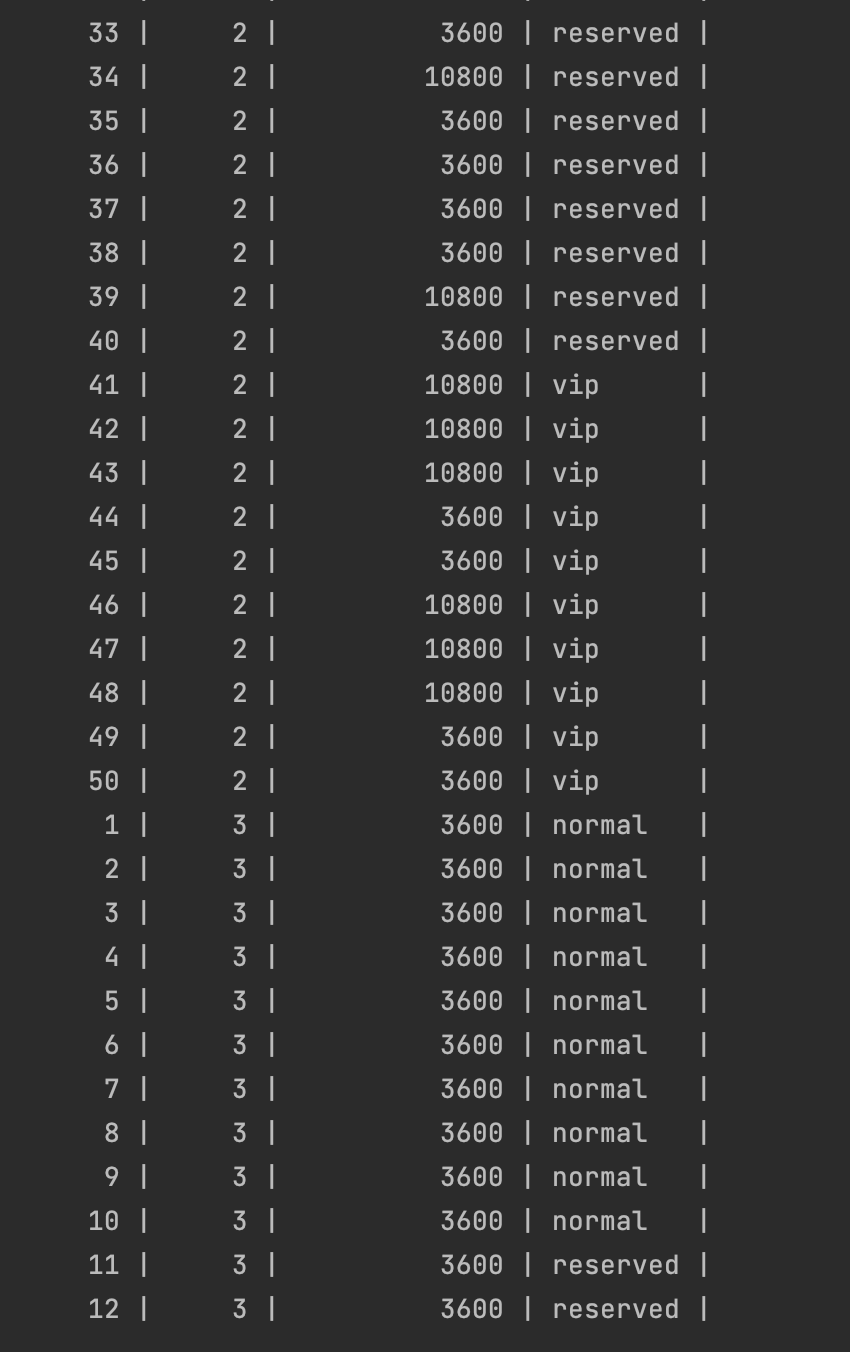 33 |      2 |           3600 | reserved |
34 |      2 |          10800 | reserved |
35 |      2 |           3600 | reserved |
36 |      2 |           3600 | reserved |
37 |      2 |           3600 | reserved |
38 |      2 |           3600 | reserved |
39 |      2 |          10800 | reserved |
40 |      2 |           3600 | reserved |
41 |      2 |          10800 | vip      |
42 |      2 |          10800 | vip      |
43 |      2 |          10800 | vip      |
44 |      2 |           3600 | vip      |
45 |      2 |           3600 | vip      |
46 |      2 |          10800 | vip      |
47 |      2 |          10800 | vip      |
48 |      2 |          10800 | vip      |
49 |      2 |           3600 | vip      |
50 |      2 |           3600 | vip      |
 1 |      3 |           3600 | normal   |
 2 |      3 |           3600 | normal   |
 3 |      3 |           3600 | normal   |
 4 |      3 |           3600 | normal   |
 5 |      3 |           3600 | normal   |
 6 |      3 |           3600 | normal   |
 7 |      3 |           3600 | normal   |
 8 |      3 |           3600 | normal   |
 9 |      3 |           3600 | normal   |
10 |      3 |           3600 | normal   |
11 |      3 |           3600 | reserved |
12 |      3 |           3600 | reserved |